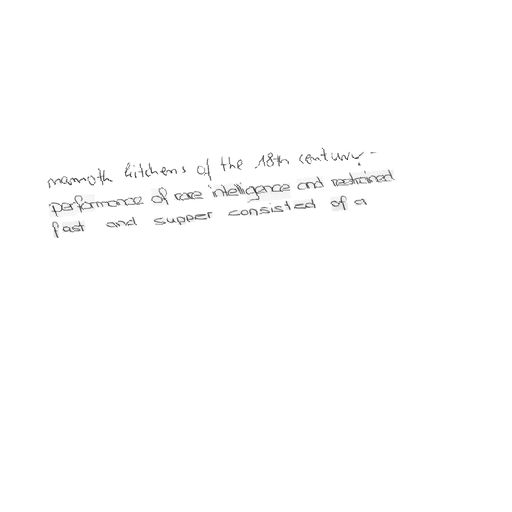 mammoth kitchens of the 18th century -
performance of rare intelligence and restrained
fast and supper consisted of a